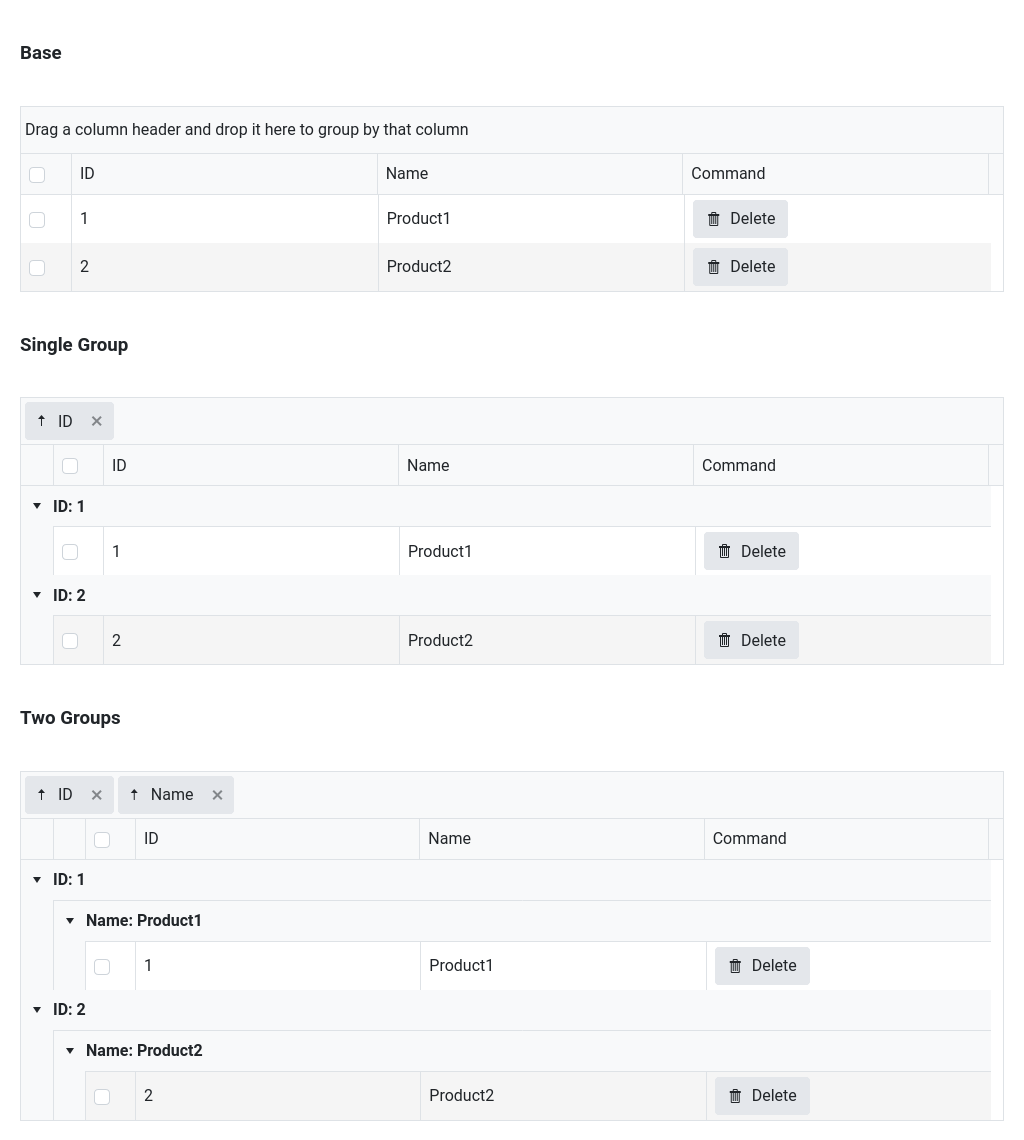 Base
Drag a column header and drop it here to group by that column
ID Name Command
1 Product1 Delete
2 Product2 Delete
Single Group
ID
ID Name Command
ID: 1
1 Product1 Delete
ID: 2
2 Product2 Delete
Two Groups
ID Name
ID Name Command
ID: 1
Name: Product1
1 Product1 Delete
ID: 2
Name: Product2
2 Product2 Delete